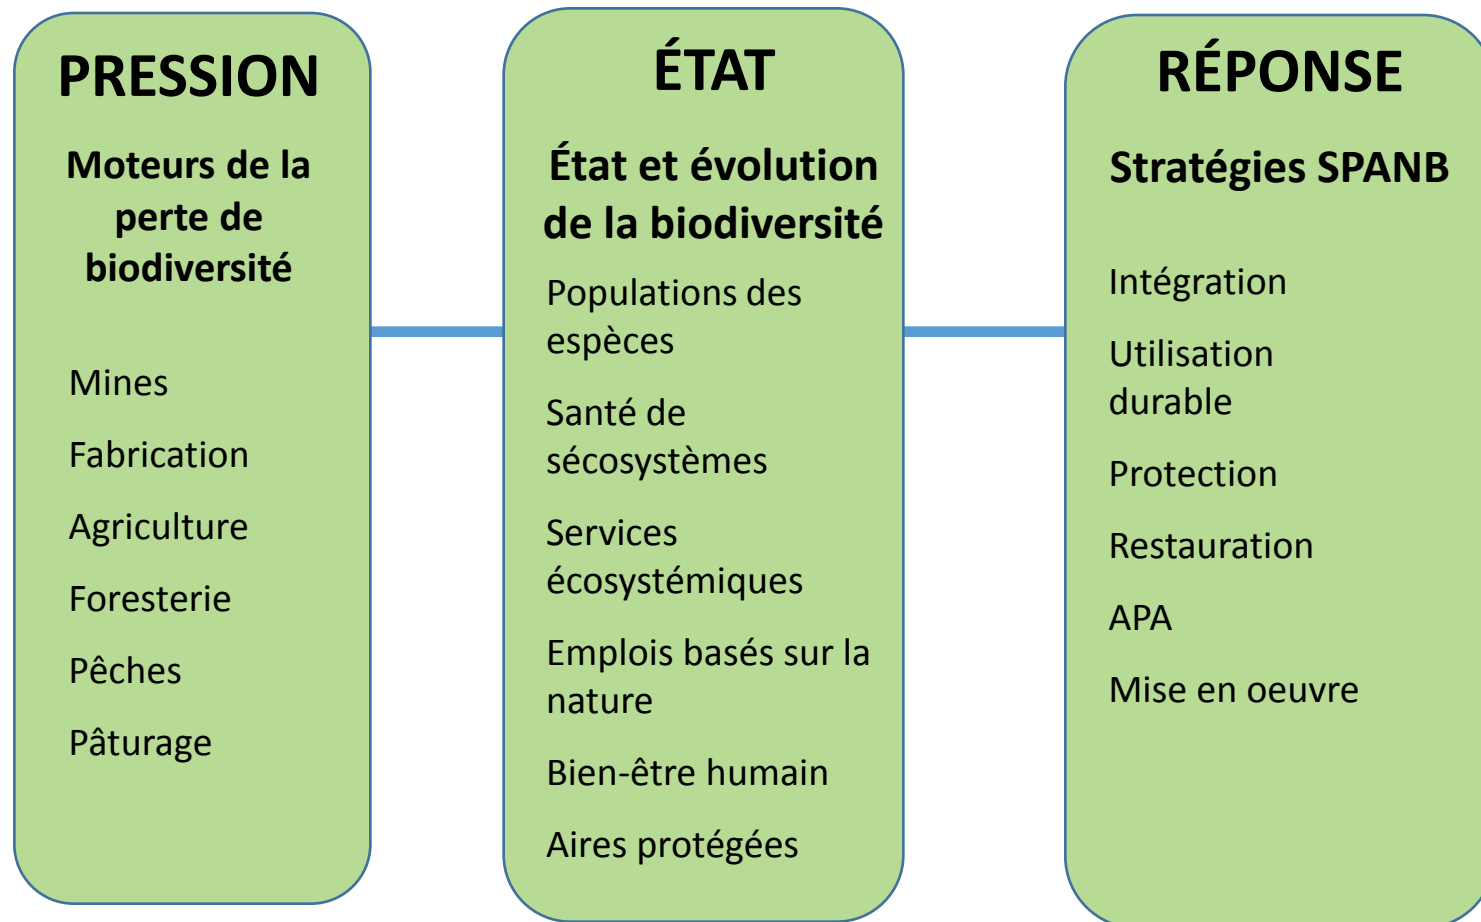 PRESSION
Moteurs de la
perte de
biodiversité
Mines
Fabrication
Agriculture
Foresterie
Pêches
Pâturage
ÉTAT
État et évolution
de la biodiversité
Populations des
espèces
Santé de
sécosystèmes
Services
écosystémiques
Emplois basés sur la
nature
Bien-être humain
Aires protégées
RÉPONSE
Stratégies SPANB
Intégration
Utilisation
durable
Protection
Restauration
APA
Mise en oeuvre